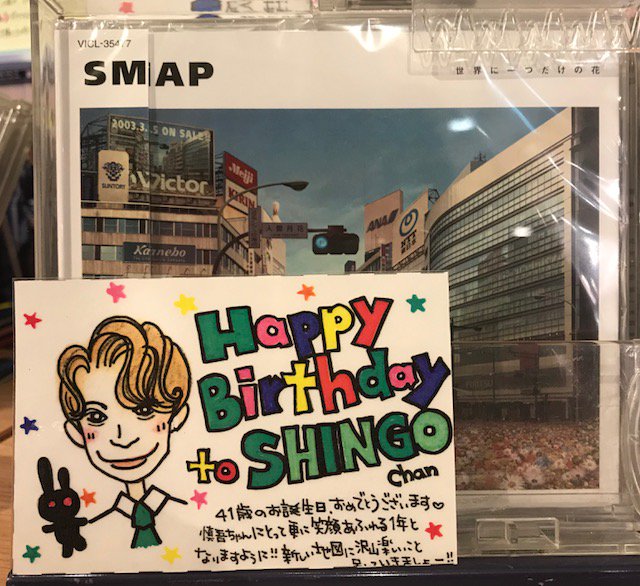 VICL-35417
SMAP
世界に一つだけの花
2003.3.5 ON SALE
SUNTORY
Victor
Meiji
KIRIN
ANA
Kanebo
Happy
Birthday
to SHINGO
chan
41歳のお誕生日、おめでとうございます
慎吾ちゃんにとって更に笑顔あふれる1年と
なりますように!!新しい地図に沢山楽しいこと